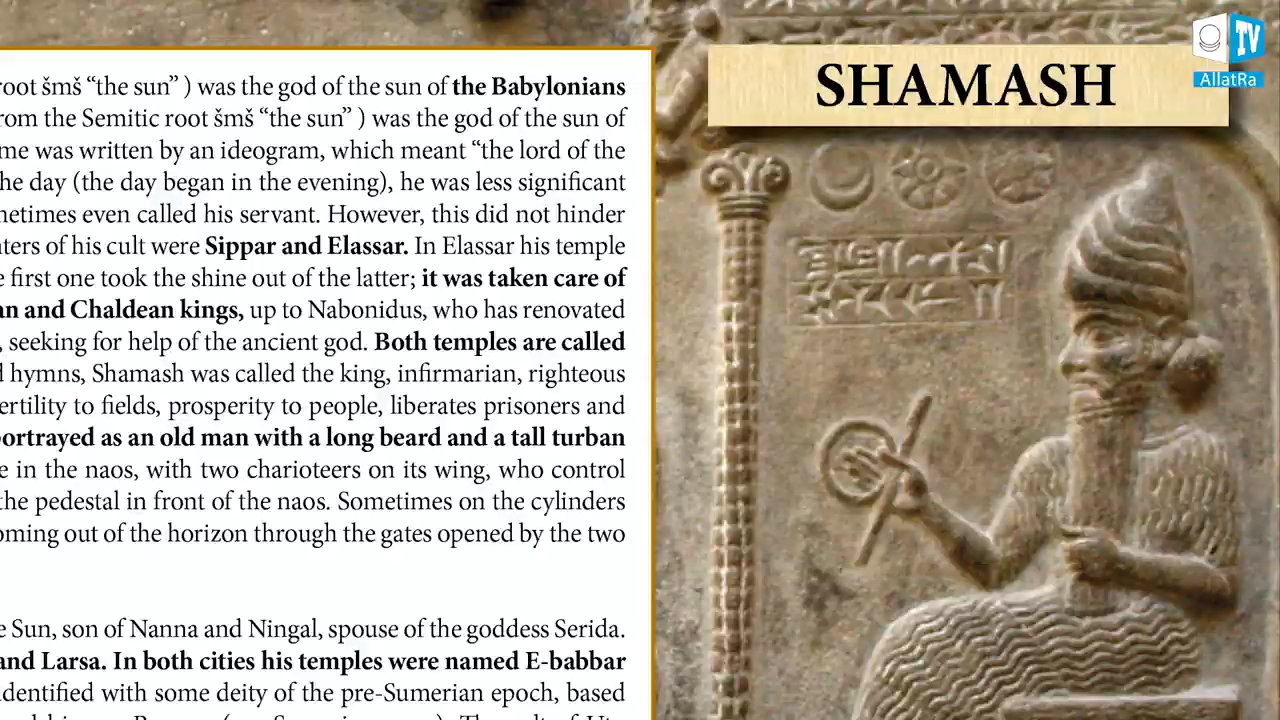 SHAMASH
TV
AllatRa
root šmš “the sun” ) was the god of the sun of the Babylonians
rom the Semitic root šmš “the sun” ) was the god of the sun of
me was written by an ideogram, which meant “the lord of the
he day (the day began in the evening), he was less significant
metimes even called his servant. However, this did not hinder
ters of his cult were Sippar and Elassar. In Elassar his temple
e first one took the shine out of the latter; it was taken care of
an and Chaldean kings, up to Nabonidus, who has renovated
, seeking for help of the ancient god. Both temples are called
d hymns, Shamash was called the king, infirmarian, righteous
ertility to fields, prosperity to people, liberates prisoners and
portrayed as an old man with a long beard and a tall turban
e in the naos, with two charioteers on its wing, who control
the pedestal in front of the naos. Sometimes on the cylinders
oming out of the horizon through the gates opened by the two
e Sun, son of Nanna and Ningal, spouse of the goddess Serida.
and Larsa. In both cities his temples were named E-babbar
identified with some deity of the pre-Sumerian epoch, based